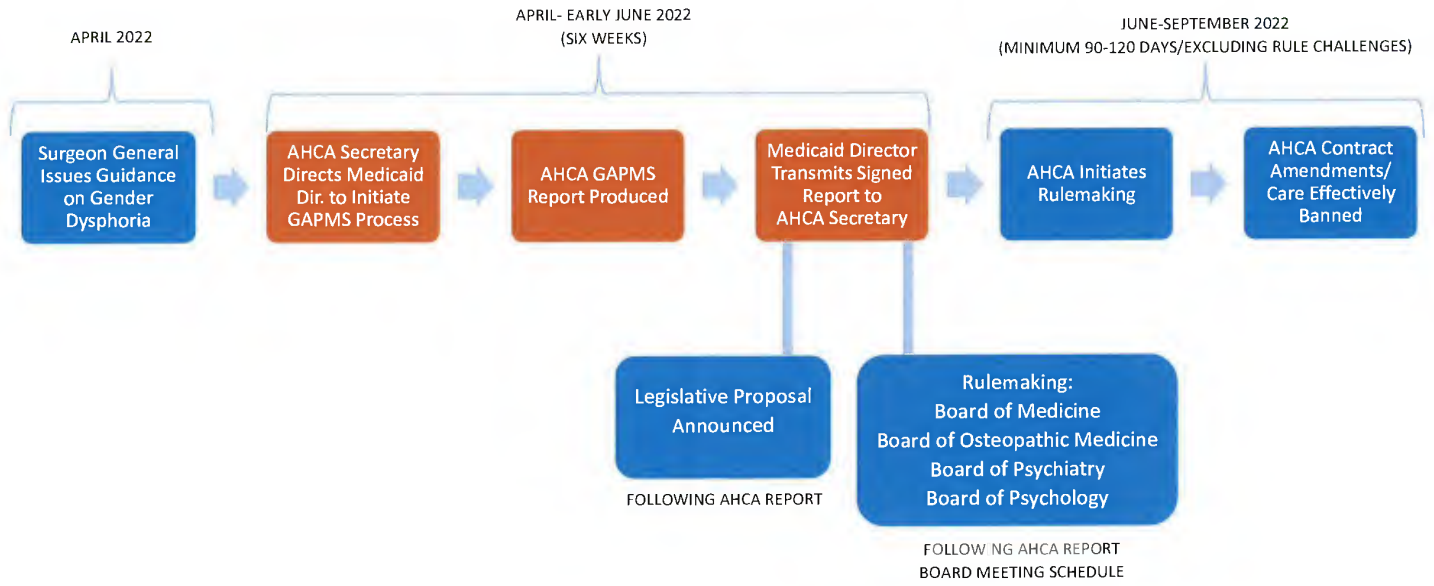 APRIL 2022
APRIL- EARLY JUNE 2022
(SIX WEEKS)
JUNE-SEPTEMBER 2022
(MINIMUM 90-120 DAYS/EXCLUDING RULE CHALLENGES)
Surgeon General
Issues Guidance
on Gender
Dysphoria
AHCA Secretary
Directs Medicaid
Dir. to Initiate
GAPMS Process
AHCA GAPMS
Report Produced
Medicaid Director
Transmits Signed
Report to
AHCA Secretary
AHCA Initiates
Rulemaking
AHCA Contract
Amendments/
Care Effectively
Banned
Legislative Proposal
Announced
FOLLOWING AHCA REPORT
Rulemaking:
Board of Medicine
Board of Osteopathic Medicine
Board of Psychiatry
Board of Psychology
FOLLOW NG AHCA REPORT
BOARD MEETING SCHEDULE